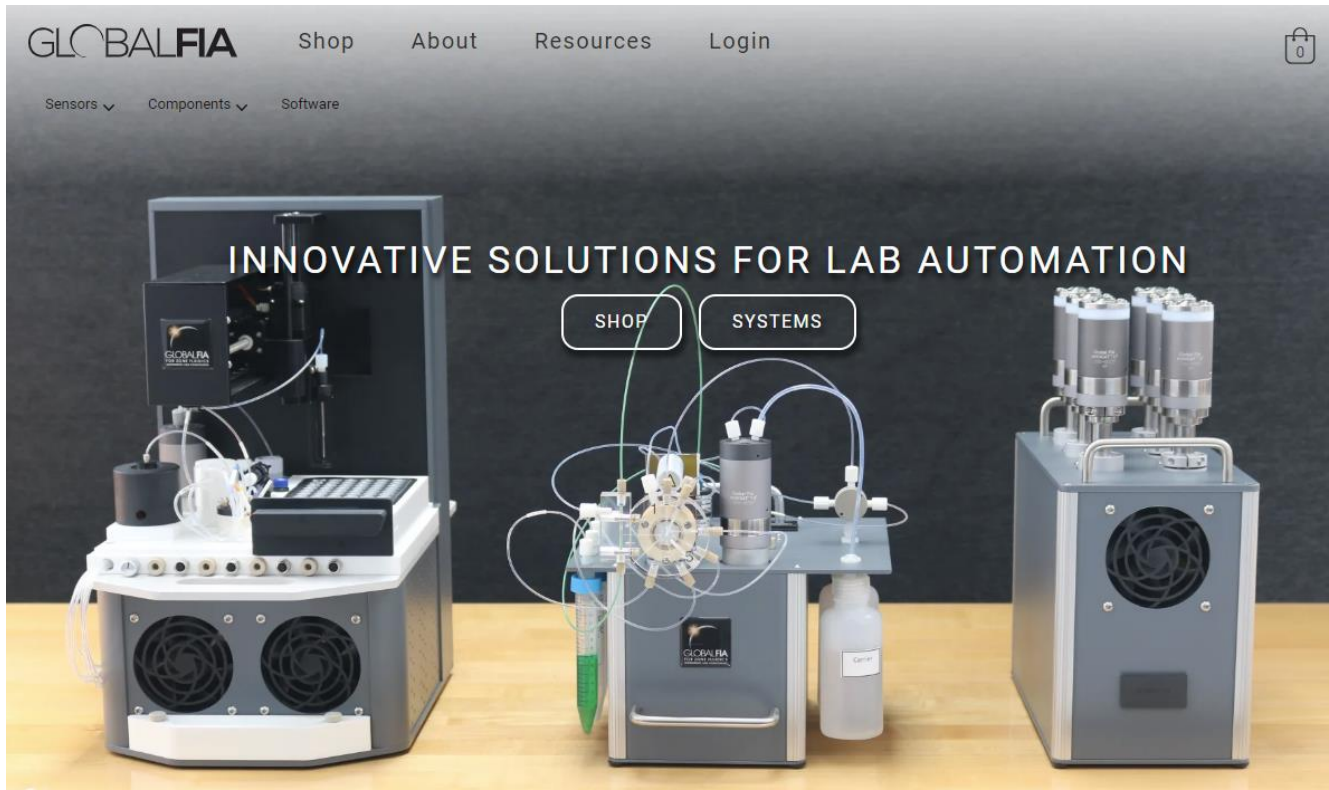 GLOBALFIA
Shop
About
Resources
Login
0
Sensors
Components
Software
INNOVATIVE SOLUTIONS FOR LAB AUTOMATION
SHOP
SYSTEMS
GLOBALFIA
GLOBALFIA
Carrier